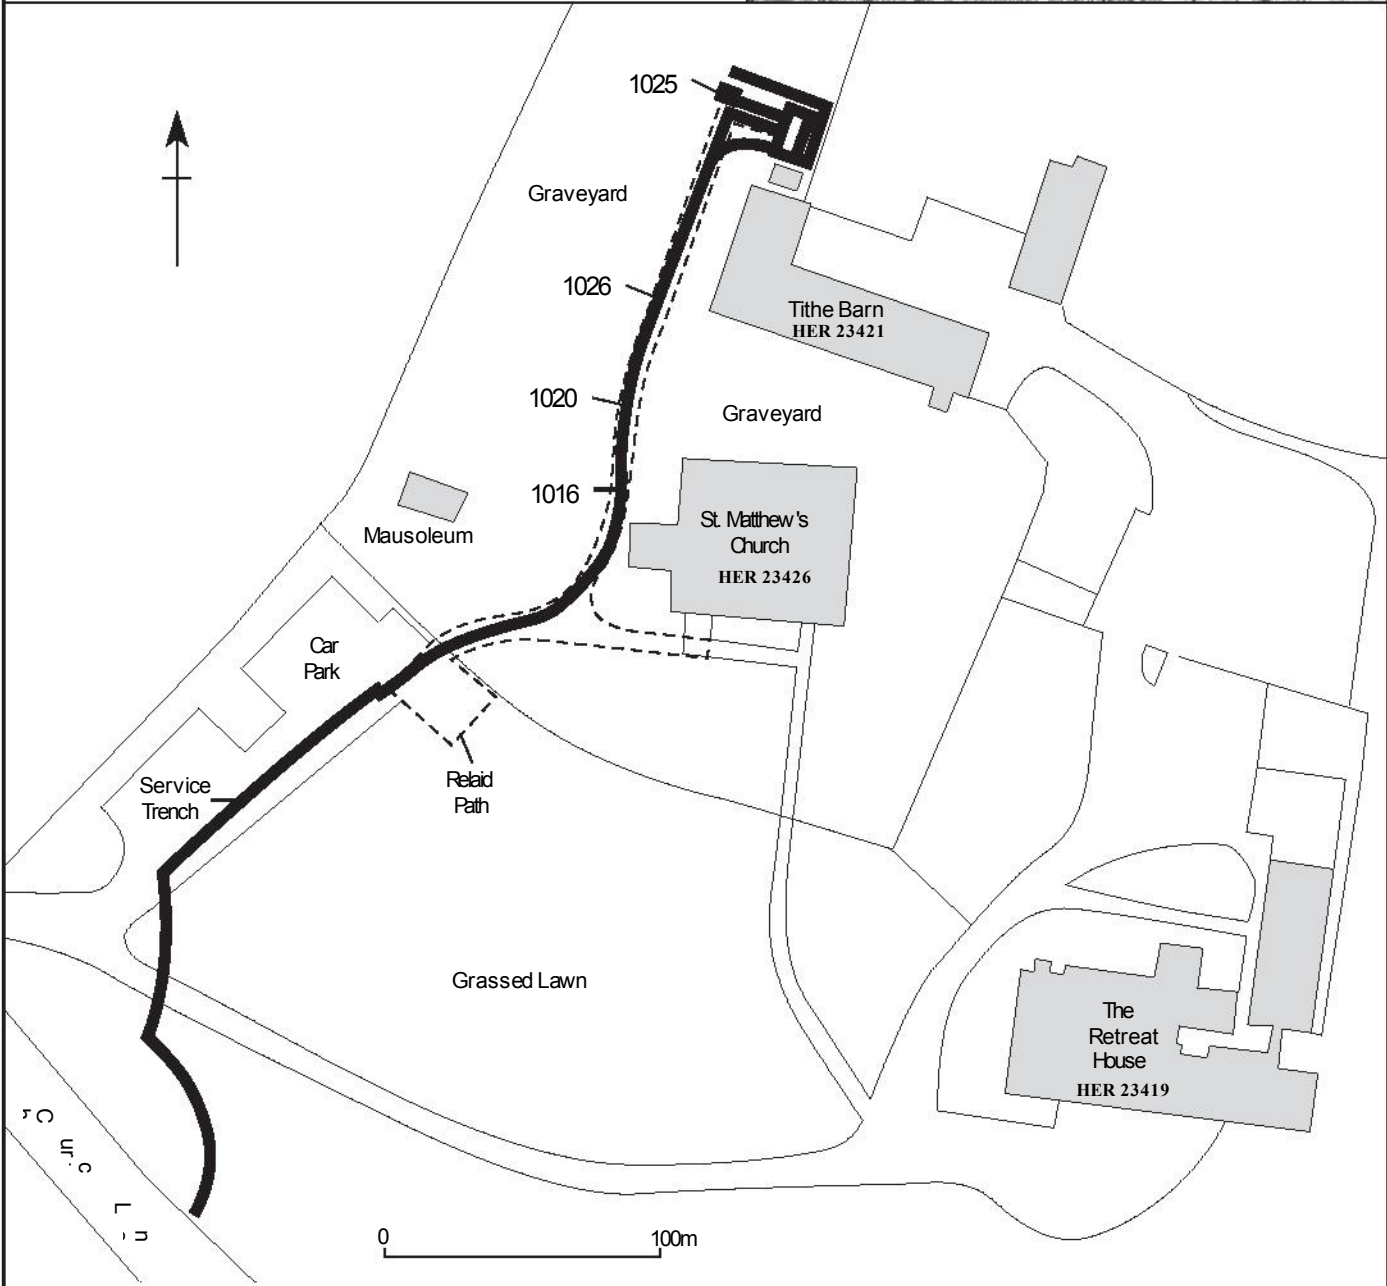 1025
Graveyard
1026
Tithe Barn
HER 23421
1020
Graveyard
1016
St. Matthew's
Church
HER 23426
Mausoleum
Car
Park
Relaid
Path
Service
Trench
Grassed Lawn
The
Retreat
House
HER 23419
0 100m